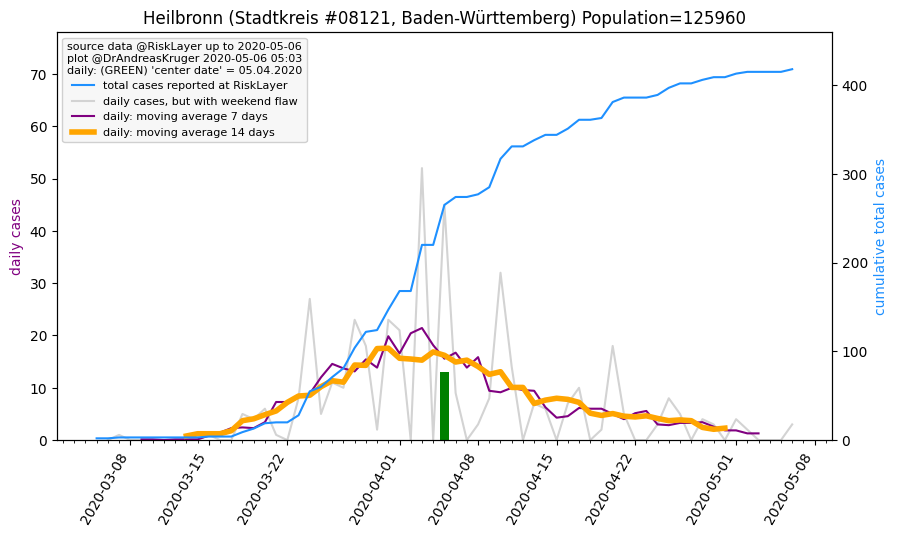 Heilbronn (Stadtkreis #08121, Baden-Württemberg) Population=125960
source data @RiskLayer up to 2020-05-06
plot @DrAndreasKruger 2020-05-06 05:03
daily: (GREEN) 'center date' = 05.04.2020
total cases reported at RiskLayer
daily cases, but with weekend flaw
daily: moving average 7 days
daily: moving average 14 days
daily cases
70
60
50
40
30
20
10
0
cumulative total cases
400
300
200
100
0
2020-03-08
2020-03-15
2020-03-22
2020-04-01
2020-04-08
2020-04-15
2020-04-22
2020-05-01
2020-05-08